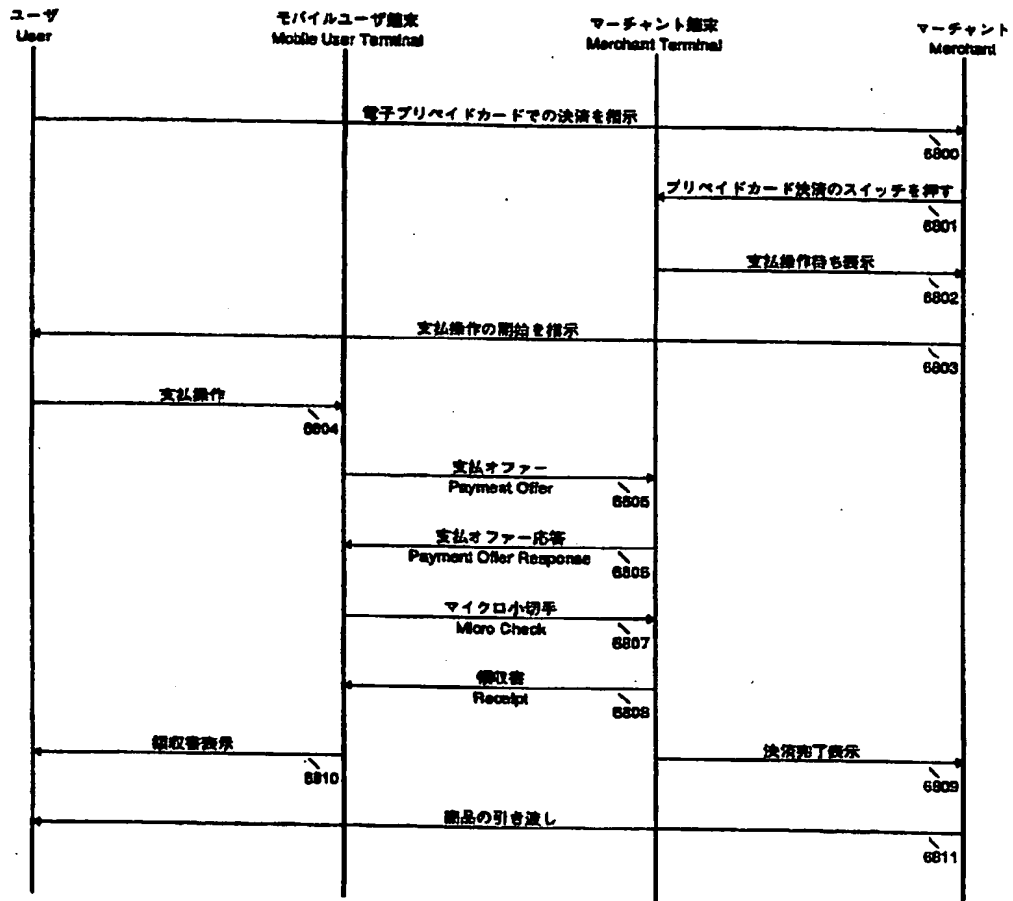 ユーザ
User
モバイルユーザ端末
Mobile User Terminal
マーチャント端末
Merchant Terminal
マーチャント
Merchant
電子プリペイドカードでの決済を指示
6800
プリペイドカード決済のスイッチを押す
6801
支払操作待ち表示
6802
支払操作の開始を指示
6803
支払操作
6804
支払オファー
Payment Offer
6805
支払オファー応答
Payment Offer Response
6806
マイクロ小切手
Micro Check
6807
領収書
Receipt
6808
領収書表示
6810
決済完了表示
6809
商品の引き渡し
6811